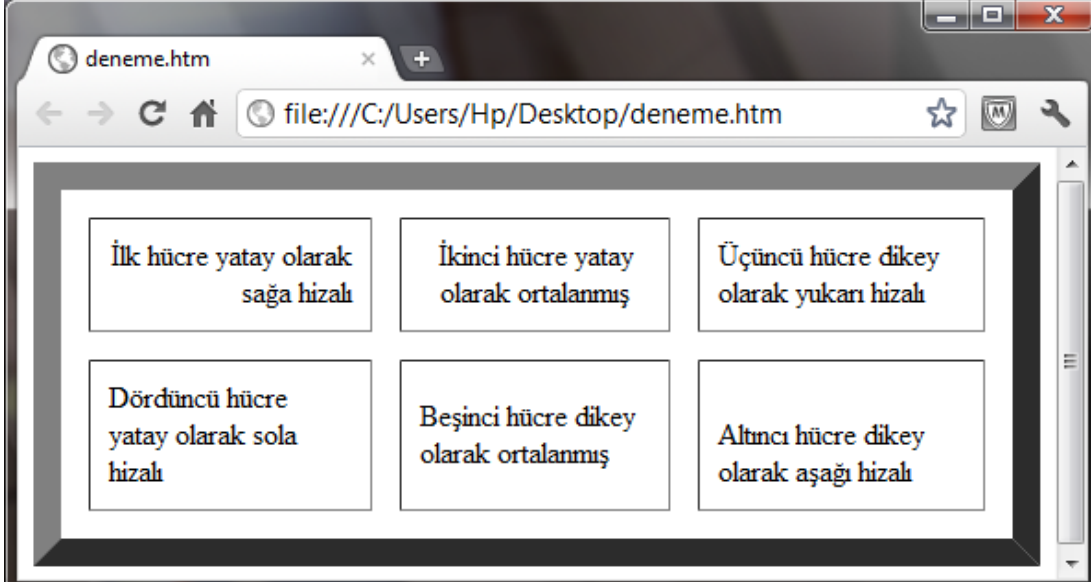 deneme.htm
file:///C:/Users/Hp/Desktop/deneme.htm
İlk hücre yatay olarak
sağa hizalı
İkinci hücre yatay
olarak ortalanmış
Üçüncü hücre dikey
olarak yukarı hizalı
Dördüncü hücre
yatay olarak sola
hizalı
Beşinci hücre dikey
olarak ortalanmış
Altıncı hücre dikey
olarak aşağı hizalı